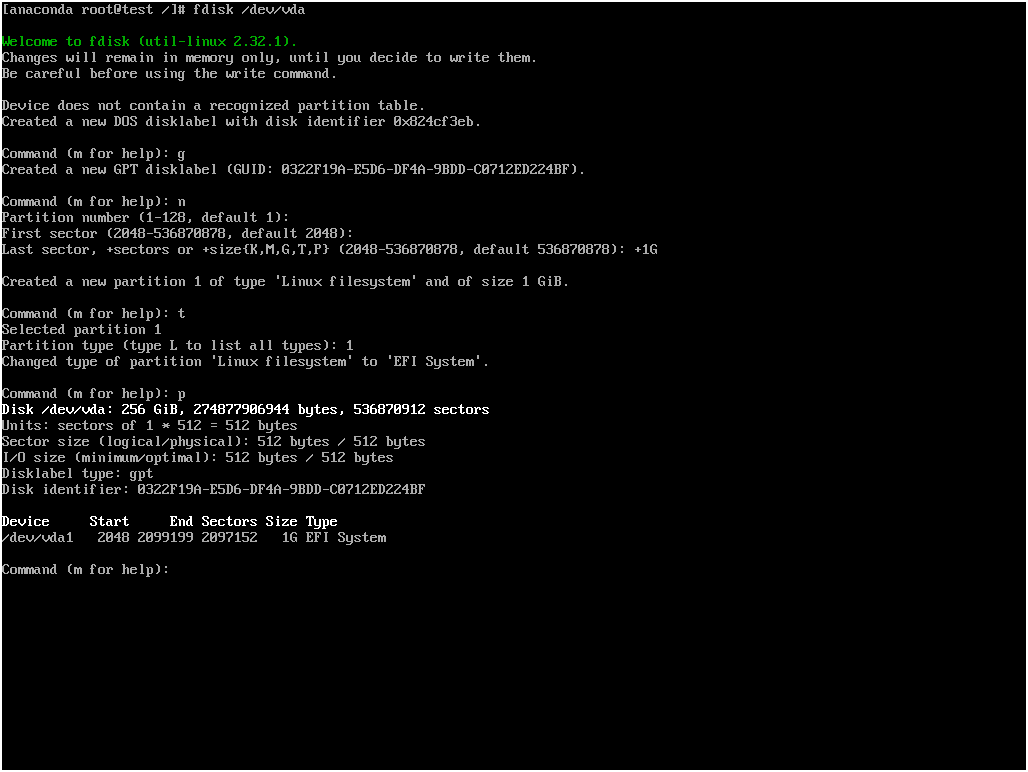 [anaconda root@test /]# fdisk /dev/vda
Welcome to fdisk (util-linux 2.32.1).
Changes will remain in memory only, until you decide to write them.
Be careful before using the write command.
Device does not contain a recognized partition table.
Created a new DOS disklabel with disk identifier 0x824cf3eb.
Command (m for help): g
Created a new GPT disklabel (GUID: 0322F19A-E5D6-DF4A-9BDD-C0712ED224BF).
Command (m for help): n
Partition number (1-128, default 1):
First sector (2048-536870878, default 2048):
Last sector, +sectors or +size{K,M,G,T,P} (2048-536870878, default 536870878): +1G
Created a new partition 1 of type 'Linux filesystem' and of size 1 GiB.
Command (m for help): t
Selected partition 1
Partition type (type L to list all types): 1
Changed type of partition 'Linux filesystem' to 'EFI System'.
Command (m for help): p
Disk /dev/vda: 256 GiB, 274877906944 bytes, 536870912 sectors
Units: sectors of 1 * 512 = 512 bytes
Sector size (logical/physical): 512 bytes / 512 bytes
I/O size (minimum/optimal): 512 bytes / 512 bytes
Disklabel type: gpt
Disk identifier: 0322F19A-E5D6-DF4A-9BDD-C0712ED224BF
Device     Start     End Sectors Size Type
/dev/vda1   2048 2099199 2097152   1G EFI System
Command (m for help):